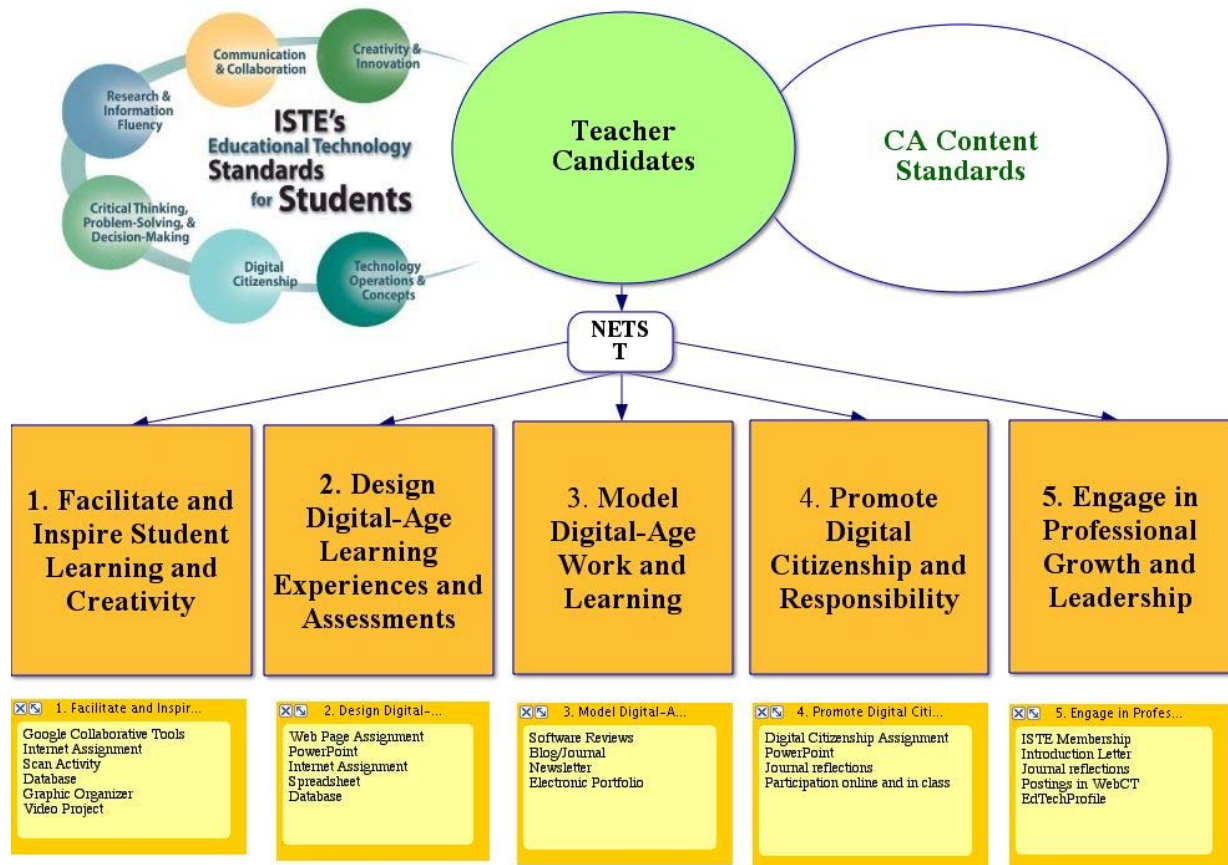 Communication
& Collaboration
Creativity &
Innovation
Research &
Information
Fluency
ISTE's
Educational Technology
Standards
for Students
Critical Thinking,
Problem-Solving, &
Decision-Making
Digital
Citizenship
Technology
Operations &
Concepts
Teacher
Candidates
CA Content
Standards
NETS
T
1. Facilitate and
Inspire Student
Learning and
Creativity
2. Design
Digital-Age
Learning
Experiences and
Assessments
3. Model
Digital-Age
Work and
Learning
4. Promote
Digital
Citizenship and
Responsibility
5. Engage in
Professional
Growth and
Leadership
1. Facilitate and Inspir...
Google Collaborative Tools
Internet Assignment
Scan Activity
Database
Graphic Organizer
Video Project
2. Design Digital-...
Web Page Assignment
PowerPoint
Internet Assignment
Spreadsheet
Database
3. Model Digital-A...
Software Reviews
Blog/Journal
Newsletter
Electronic Portfolio
4. Promote Digital Citi...
Digital Citizenship Assignment
PowerPoint
Journal reflections
Participation online and in class
5. Engage in Profes...
ISTE Membership
Introduction Letter
Journal reflections
Postings in WebCT
EdTechProfile